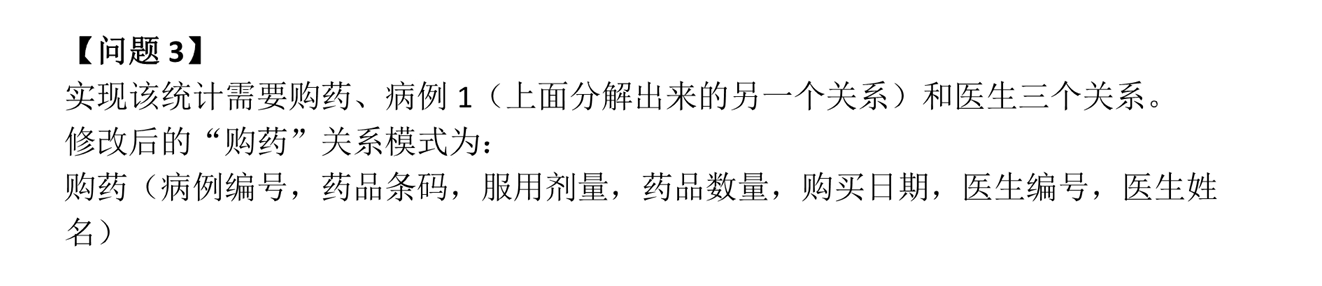 【问题 3】
实现该统计需要购药、病例 1（上面分解出来的另一个关系）和医生三个关系。
修改后的“购药”关系模式为：
购药（病例编号，药品条码，服用剂量，药品数量，购买日期，医生编号，医生姓
名）